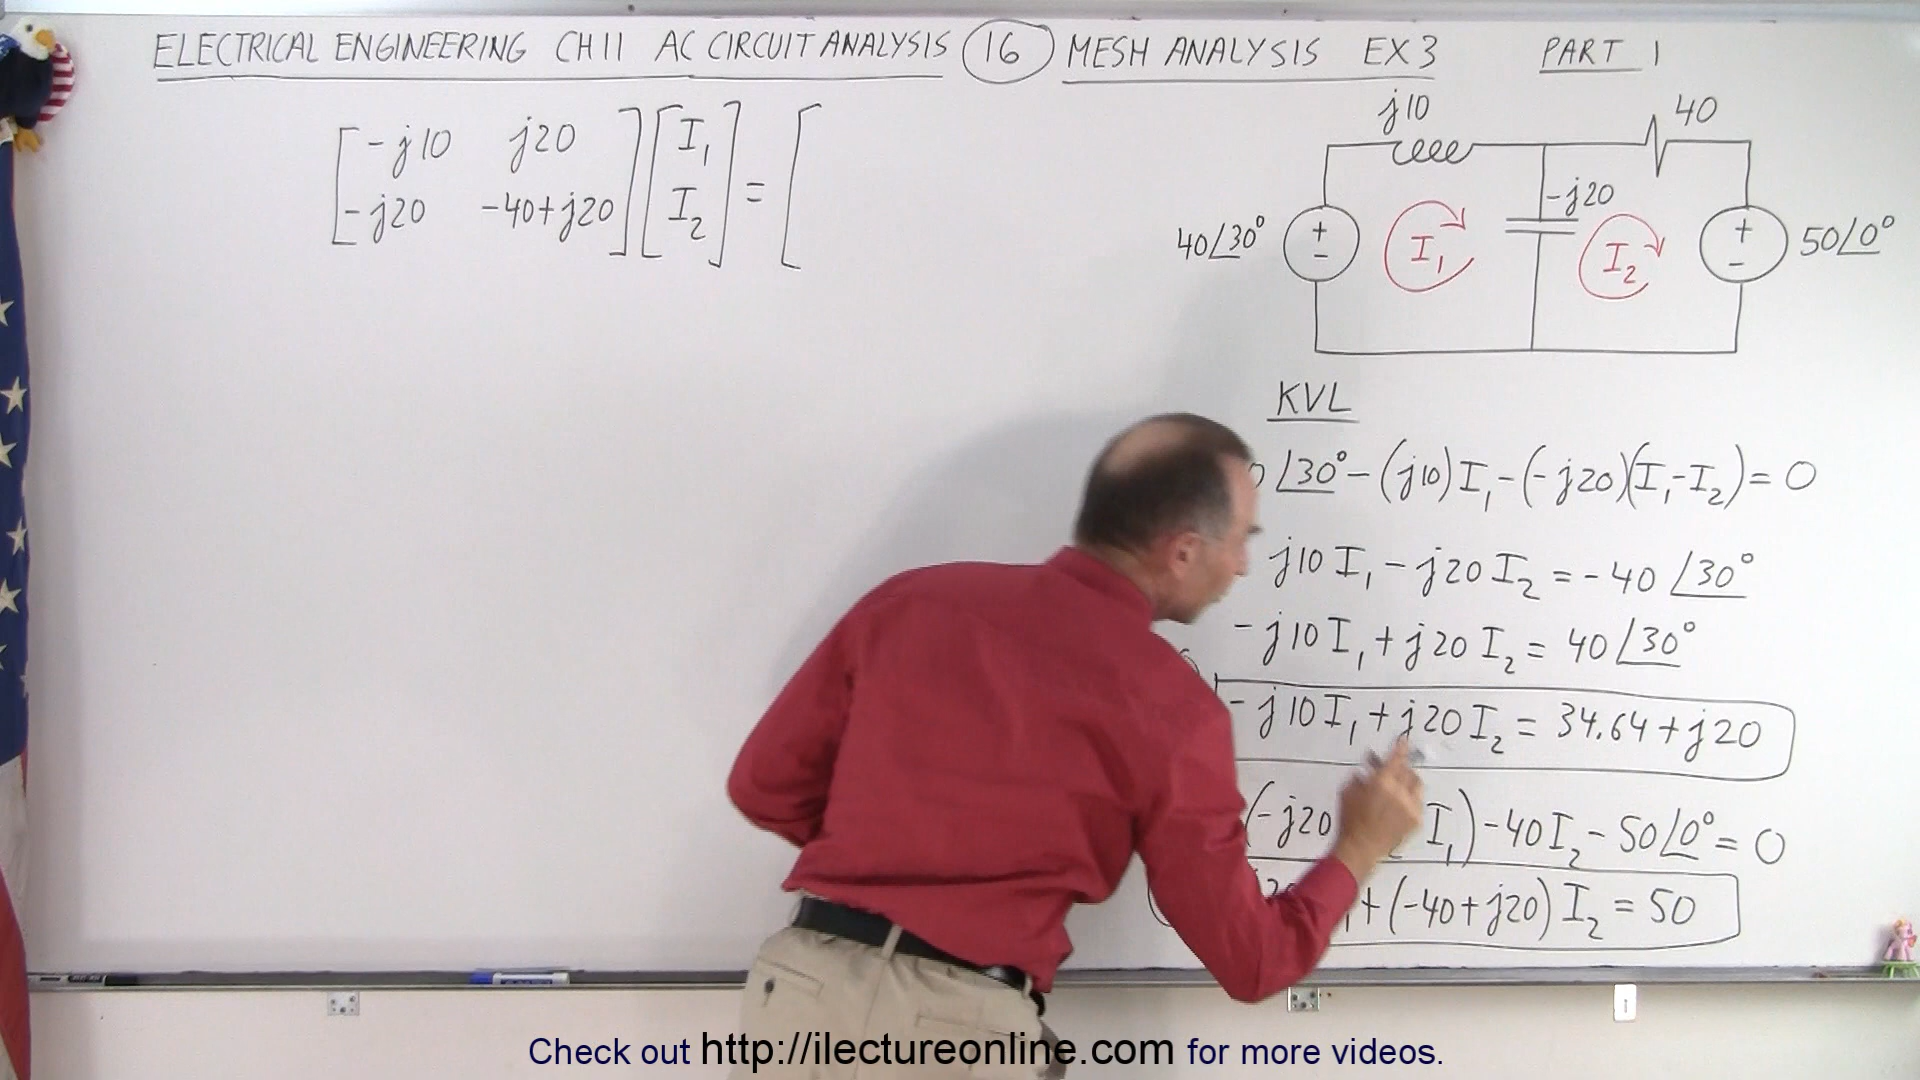 ELECTRICAL ENGINEERING CH 11 AC CIRCUIT ANALYSIS 16 MESH ANALYSIS EX 3 PART 1
-j10 j20
-j20 -40+j20
I₁
I₂
=
j10
40
-j20
40∠30°
+
-
I₁
I₂
+
-
50∠0°
KVL
∠30° - (j10)I₁ - (-j20)(I₁-I₂) = 0
j10 I₁ - j20 I₂ = -40 ∠30°
-j10 I₁ + j20 I₂ = 40 ∠30°
-j10 I₁ + j20 I₂ = 34.64 + j20
(-j20 I₁) - 40 I₂ - 50∠0° = 0
+ (-40+j20) I₂ = 50
Check out http://ilectureonline.com for more videos.